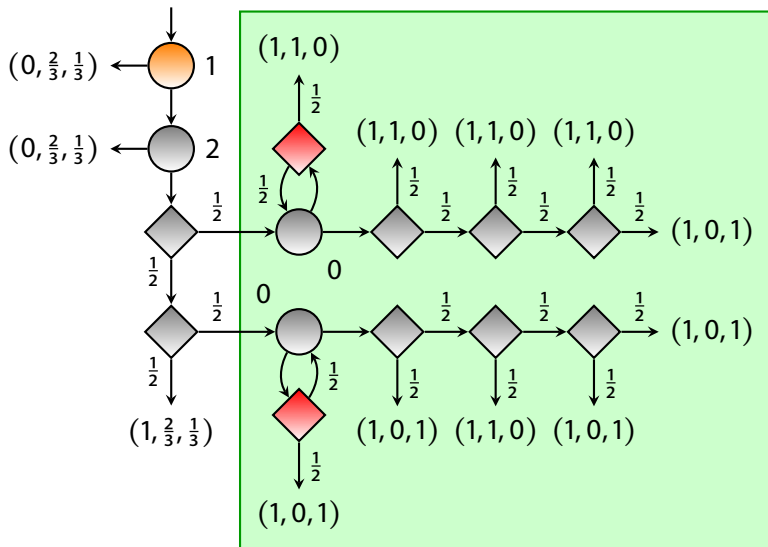 (1, 1, 0)
(0, 2/3, 1/3) 1
1/2
(0, 2/3, 1/3) 2 (1, 1, 0) (1, 1, 0) (1, 1, 0)
1/2 1/2 1/2 1/2
1/2 1/2 1/2 1/2 (1, 0, 1)
0
1/2 0
1/2 1/2 1/2 1/2 (1, 0, 1)
1/2 1/2 1/2 1/2 1/2
(1, 2/3, 1/3) (1, 0, 1) (1, 1, 0) (1, 0, 1)
1/2
(1, 0, 1)